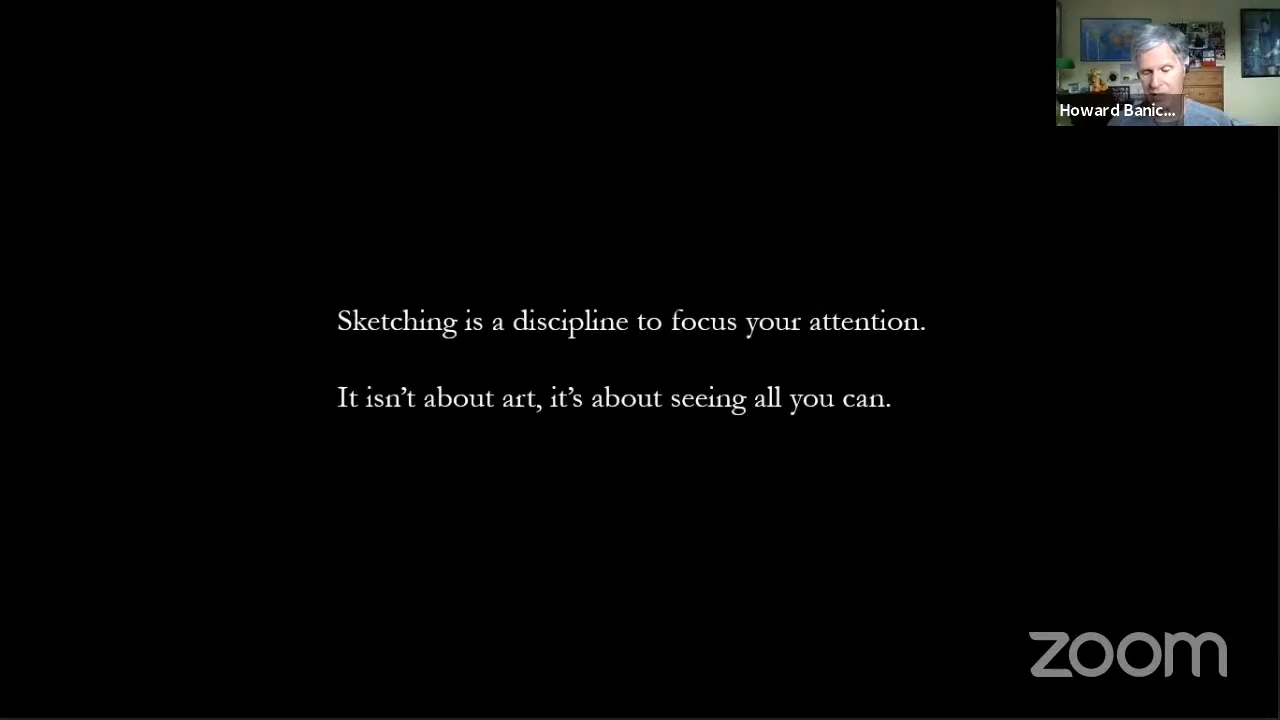 Howard Banic...
Sketching is a discipline to focus your attention.
It isn’t about art, it’s about seeing all you can.
zoom